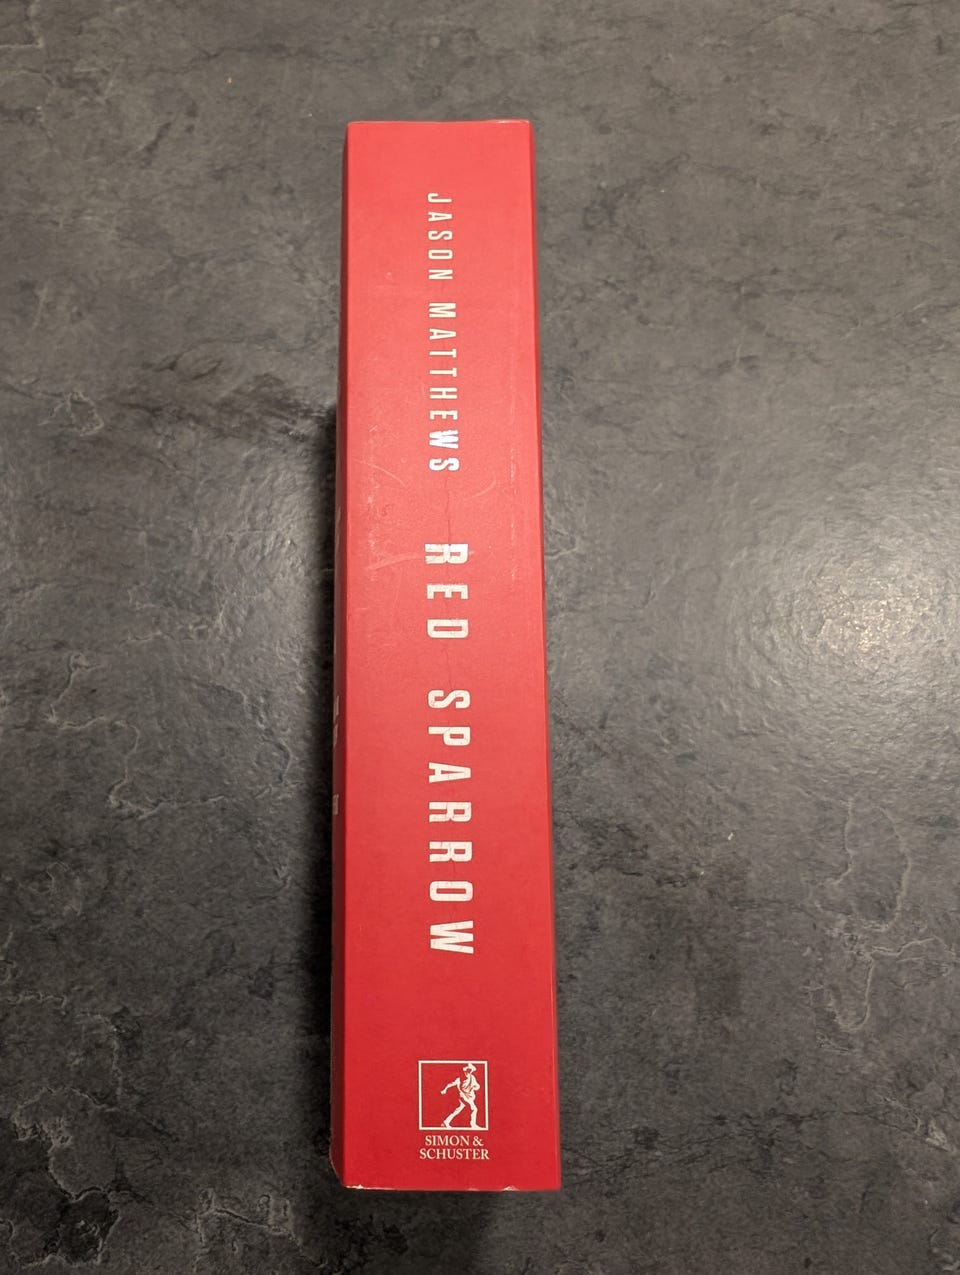 JASON MATTHEWS
RED SPARROW
SIMON &
SCHUSTER